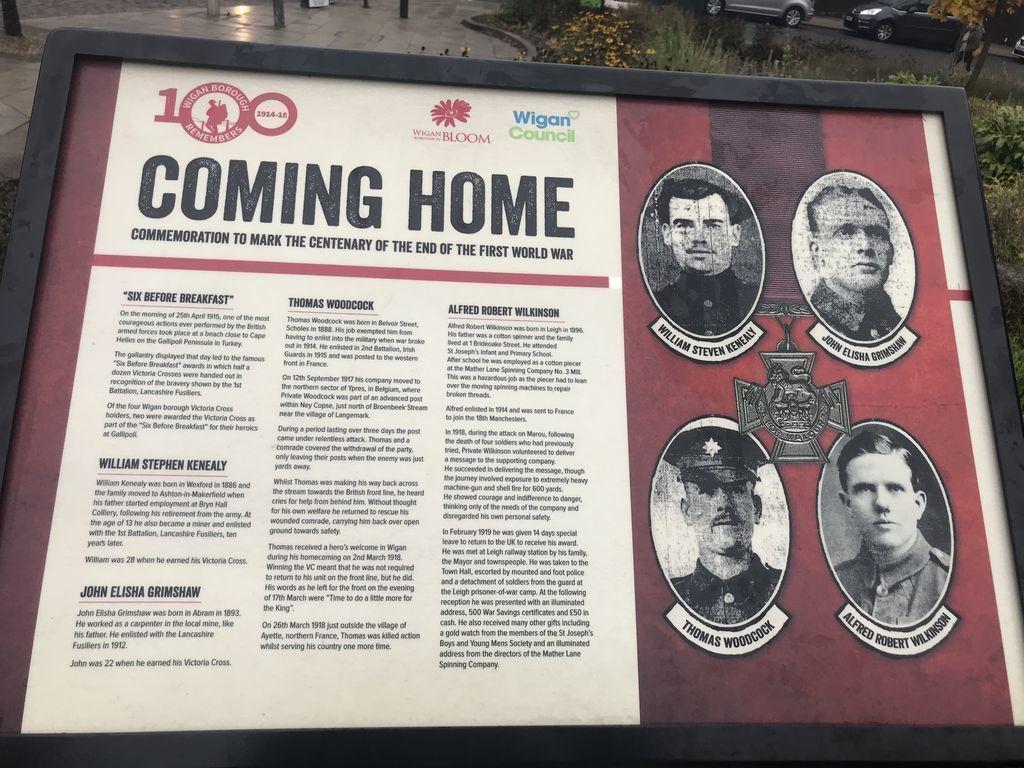 100
WIGAN BOROUGH
REMEMBERS
1914-18
WIGAN
BOROUGH IN BLOOM
Wigan
Council
COMING HOME
COMMEMORATION TO MARK THE CENTENARY OF THE END OF THE FIRST WORLD WAR
"SIX BEFORE BREAKFAST"
On the morning of 25th April 1915, one of the most
courageous actions ever performed by the British
armed forces took place at a beach close to Cape
Helles on the Gallipoli Peninsula in Turkey.
The gallantry displayed that day led to the famous
"Six Before Breakfast" awards in which half a
dozen Victoria Crosses were handed out in
recognition of the bravery shown by the 1st
Battalion, Lancashire Fusiliers.
Of the four Wigan borough Victoria Cross
holders, two were awarded the Victoria Cross as
part of the "Six Before Breakfast" for their heroics
at Gallipoli.
WILLIAM STEPHEN KENEALY
William Kenealy was born in Wexford in 1886 and
the family moved to Ashton-in-Makerfield when
his father started employment at Bryn Hall
Colliery, following his retirement from the army. At
the age of 13 he also became a miner and enlisted
with the 1st Battalion, Lancashire Fusiliers, ten
years later.
William was 28 when he earned his Victoria Cross.
JOHN ELISHA GRIMSHAW
John Elisha Grimshaw was born in Abram in 1893.
He worked as a carpenter in the local mine, like
his father. He enlisted with the Lancashire
Fusiliers in 1912.
John was 22 when he earned his Victoria Cross.
THOMAS WOODCOCK
Thomas Woodcock was born in Belvoir Street,
Scholes in 1888. His job exempted him from
having to enlist into the military when war broke
out in 1914. He enlisted in 2nd Battalion, Irish
Guards in 1915 and was posted to the western
front in France.
On 12th September 1917 his company moved to
the northern sector of Ypres, in Belgium, where
Private Woodcock was part of an advanced post
within Ney Copse, just north of Broenbeek Stream
near the village of Langemark.
During a period lasting over three days the post
came under relentless attack. Thomas and a
comrade covered the withdrawal of the party,
only leaving their posts when the enemy was just
yards away.
Whilst Thomas was making his way back across
the stream towards the British front line, he heard
cries for help from behind him. Without thought
for his own welfare he returned to rescue his
wounded comrade, carrying him back over open
ground towards safety.
Thomas received a hero's welcome in Wigan
during his homecoming on 2nd March 1918.
Winning the VC meant that he was not required
to return to his unit on the front line, but he did.
His words as he left for the front on the evening
of 17th March were "Time to do a little more for
the King".
On 26th March 1918 just outside the village of
Ayette, northern France, Thomas was killed action
whilst serving his country one more time.
ALFRED ROBERT WILKINSON
Alfred Robert Wilkinson was born in Leigh in 1896.
His father was a cotton spinner and the family
lived at 1 Brideoake Street. He attended
St Joseph's Infant and Primary School.
After school he was employed as a cotton piecer
at the Mather Lane Spinning Company No. 3 Mill.
This was a hazardous job as the piecer had to lean
over the moving spinning machines to repair
broken threads.
Alfred enlisted in 1914 and was sent to France
to join the 18th Manchesters.
In 1918, during the attack on Marou, following
the death of four soldiers who had previously
tried, Private Wilkinson volunteered to deliver
a message to the supporting company.
He succeeded in delivering the message, though
the journey involved exposure to extremely heavy
machine-gun and shell fire for 600 yards.
He showed courage and indifference to danger,
thinking only of the needs of the company and
disregarded his own personal safety.
In February 1919 he was given 14 days special
leave to return to the UK to receive his award.
He was met at Leigh railway station by his family,
the Mayor and townspeople. He was taken to the
Town Hall, escorted by mounted and foot police
and a detachment of soldiers from the guard at
the Leigh prisoner-of-war camp. At the following
reception he was presented with an illuminated
address, 500 War Savings certificates and £50 in
cash. He also received many other gifts including
a gold watch from the members of the St Joseph's
Boys and Young Mens Society and an illuminated
address from the directors of the Mather Lane
Spinning Company.
WILLIAM STEVEN KENEALY
JOHN ELISHA GRIMSHAW
THOMAS WOODCOCK
ALFRED ROBERT WILKINSON